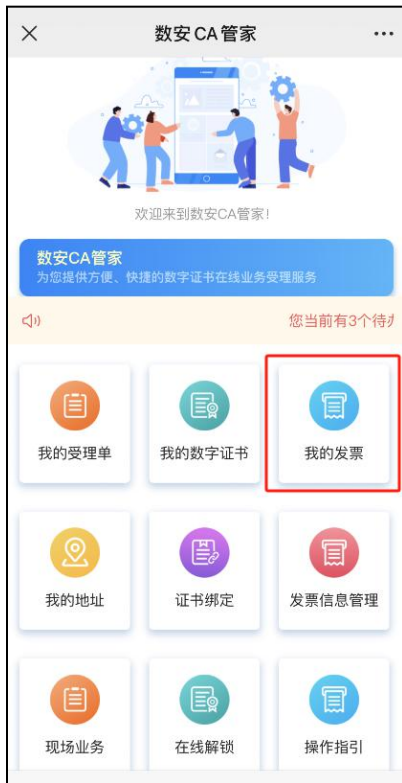 数安CA管家
欢迎来到数安CA管家!
数安CA管家
为您提供方便、快捷的数字证书在线业务受理服务
您当前有3个待
我的受理单
我的数字证书
我的发票
我的地址
证书绑定
发票信息管理
现场业务
在线解锁
操作指引